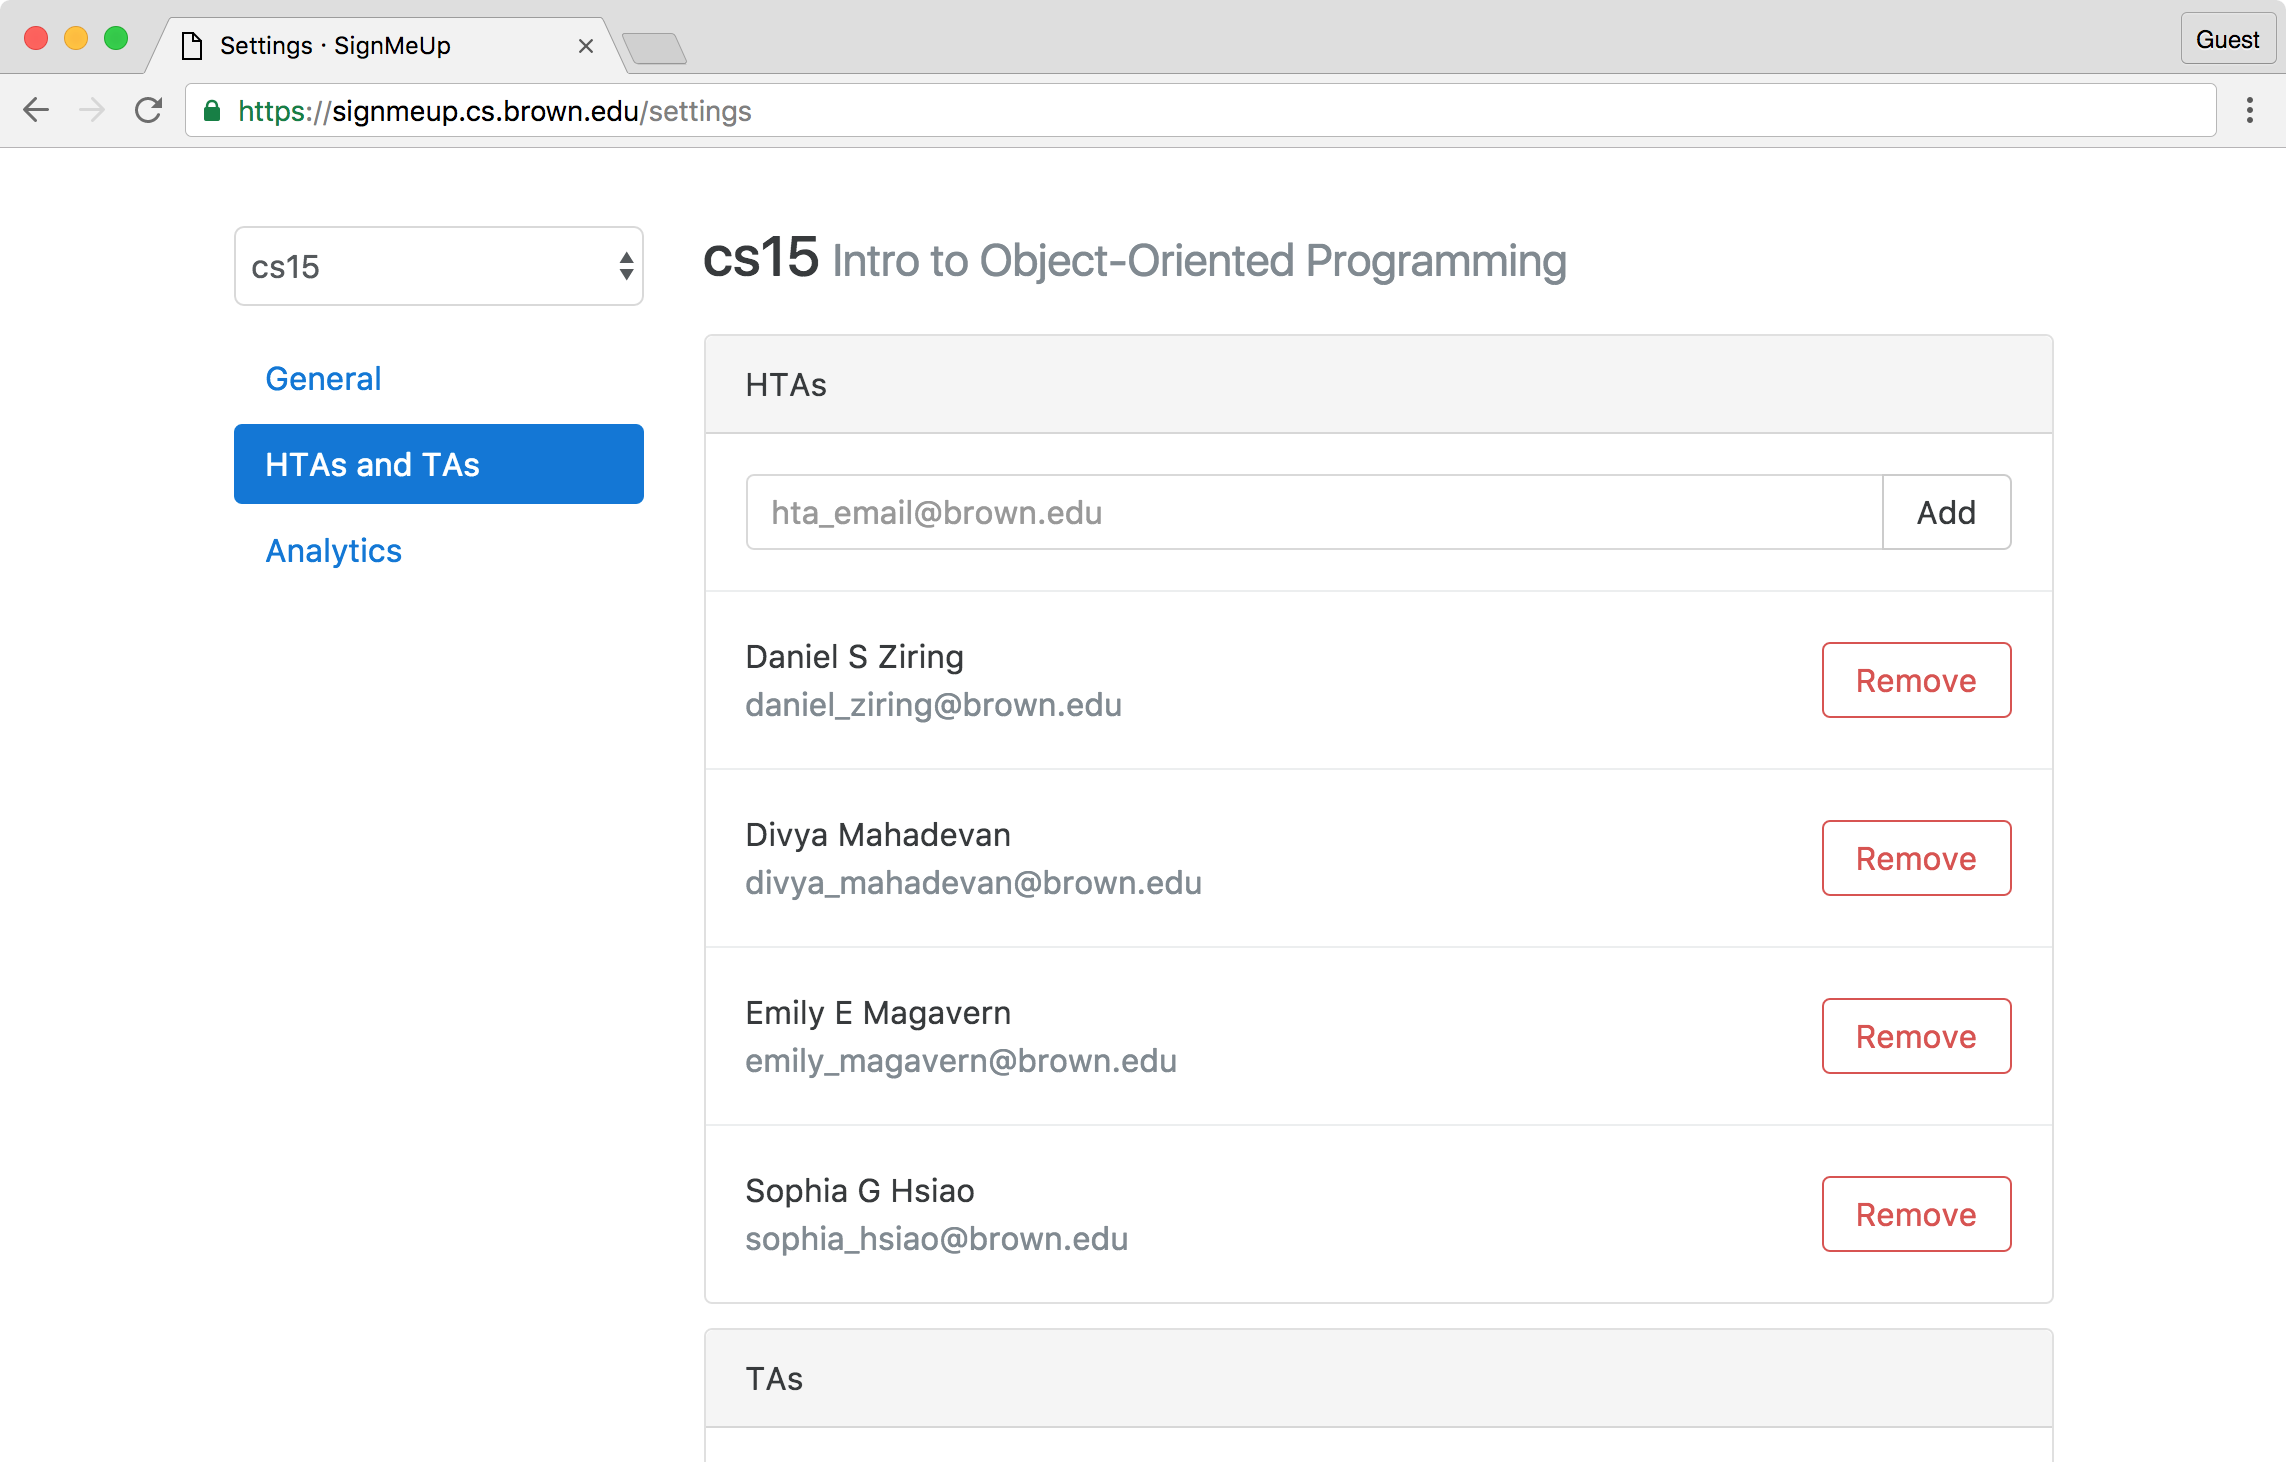 Settings · SignMeUp
Guest
https://signmeup.cs.brown.edu/settings
cs15
General
HTAs and TAs
Analytics
cs15 Intro to Object-Oriented Programming
HTAs
hta_email@brown.edu
Add
Daniel S Ziring
daniel_ziring@brown.edu
Remove
Divya Mahadevan
divya_mahadevan@brown.edu
Remove
Emily E Magavern
emily_magavern@brown.edu
Remove
Sophia G Hsiao
sophia_hsiao@brown.edu
Remove
TAs